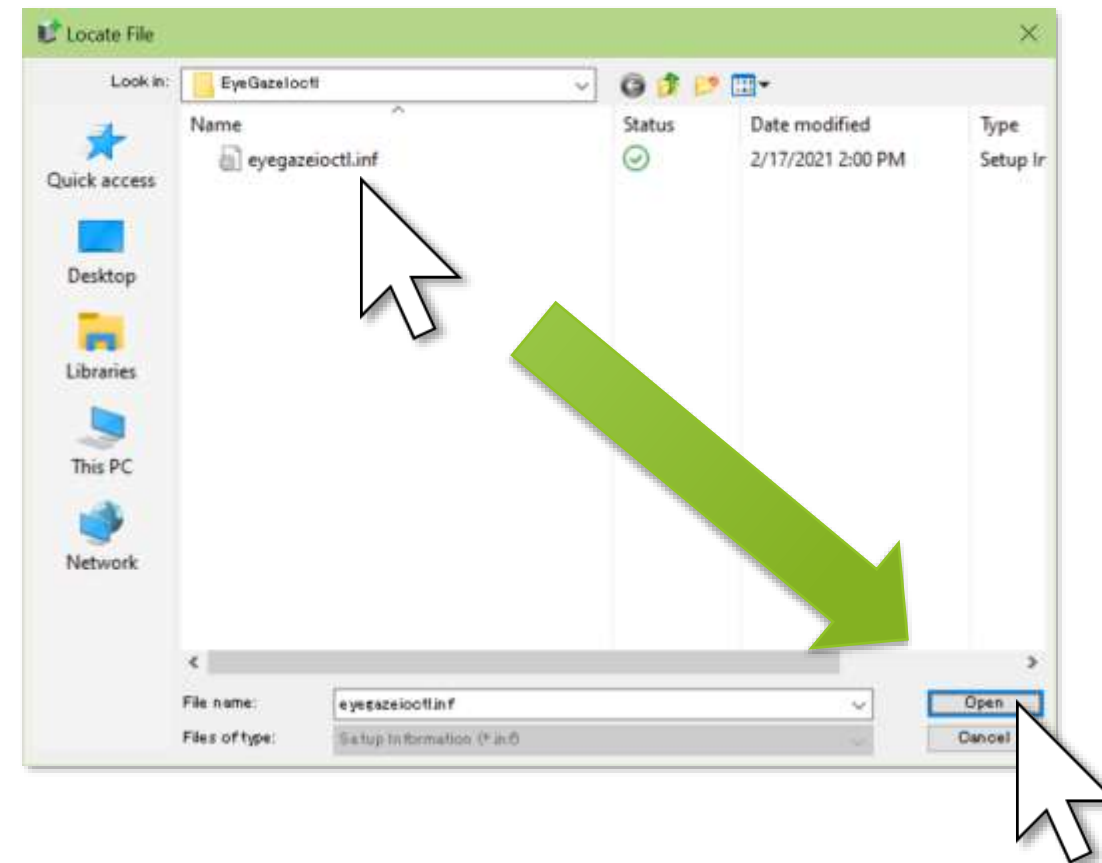 Locate File
Look in: EyeGazeIoctl
Name Status Date modified Type
eyegazeioctl.inf 2/17/2021 2:00 PM Setup Ir
Quick access
Desktop
Libraries
This PC
Network
File name: eyegazeioctl.inf Open
Files of type: Setup Information (*.inf) Cancel